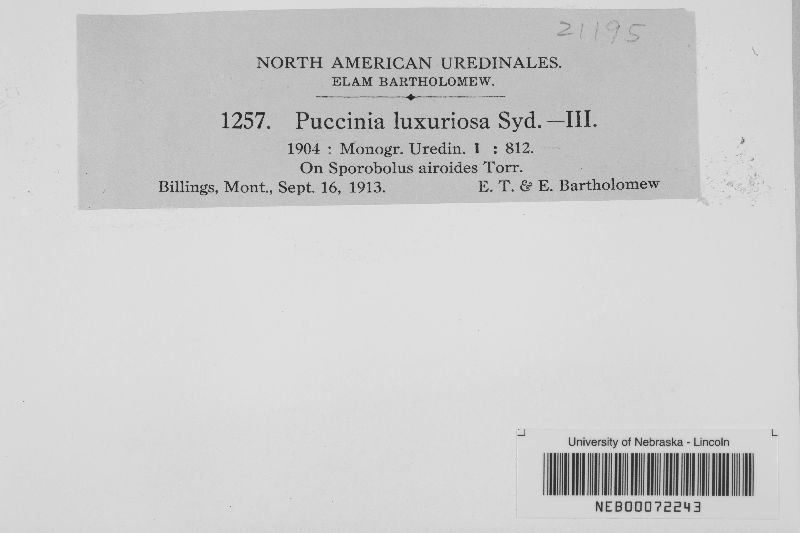 21195
NORTH AMERICAN UREDINALES.
ELAM BARTHOLOMEW.
1257. Puccinia luxuriosa Syd.—III.
1904 : Monogr. Uredin. 1 : 812.
On Sporobolus airoides Torr.
Billings, Mont., Sept. 16, 1913. E. T. & E. Bartholomew
University of Nebraska - Lincoln
NEB00072243